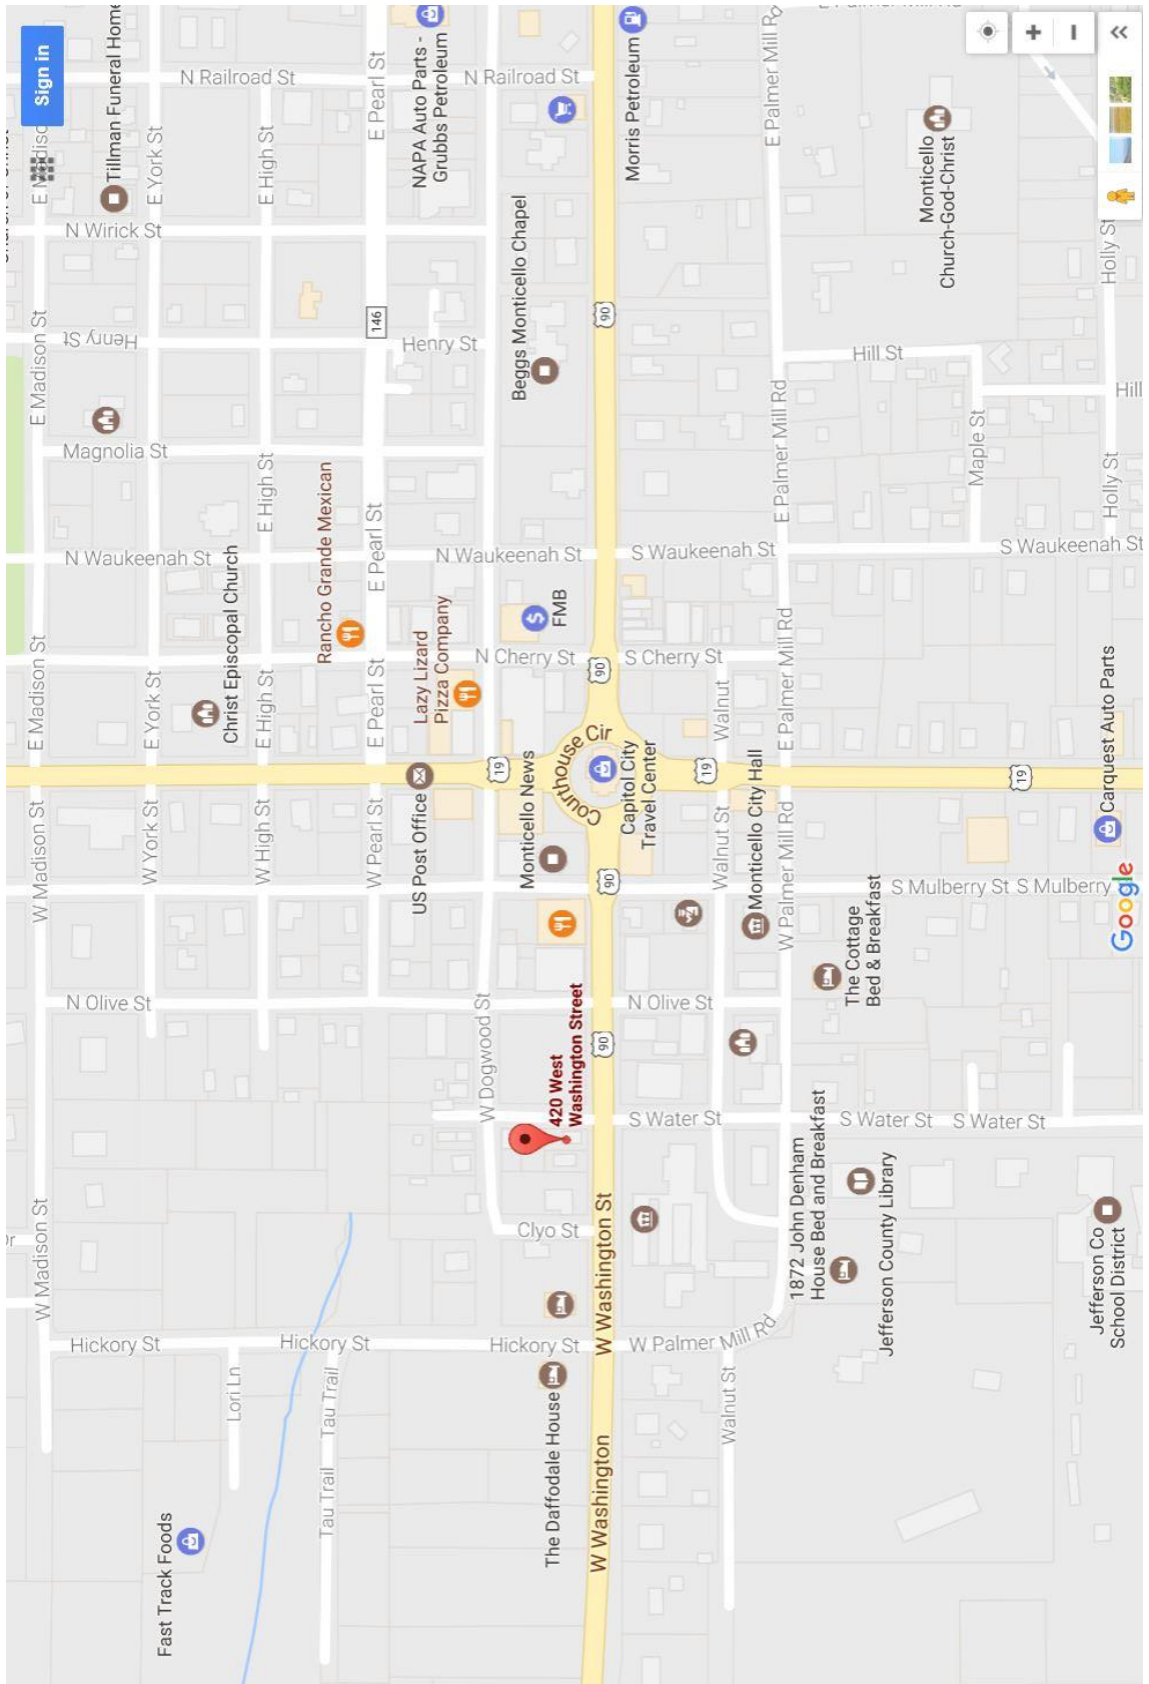 Sign in
E Madison St
E Madison St
E Madison St
W Madison St
W Madison St
Tillman Funeral Home
N Wirick St
Henry St
Magnolia St
N Waukeenah St
N Olive St
Hickory St
E York St
E York St
W York St
Fast Track Foods
Christ Episcopal Church
Lori Ln
N Railroad St
E High St
E High St
E High St
W High St
Rancho Grande Mexican
Hickory St
Tau Trail
Tau Trail
E Pearl St
146
E Pearl St
E Pearl St
W Pearl St
NAPA Auto Parts -
Grubbs Petroleum
Henry St
Lazy Lizard
Pizza Company
US Post Office
N Railroad St
N Waukeenah St
N Cherry St
19
W Dogwood St
Beggs Monticello Chapel
Monticello News
FMB
420 West
Washington Street
Clyo St
Hickory St
The Daffodale House
90
90
Courthouse Cir
90
90
W Washington St
W Washington
Morris Petroleum
Capitol City
Travel Center
S Waukeenah St
S Cherry St
N Olive St
S Water St
W Palmer Mill Rd
19
Walnut
Walnut St
Walnut St
Monticello City Hall
E Palmer Mill Rd
E Palmer Mill Rd
E Palmer Mill Rd
W Palmer Mill Rd
1872 John Denham
House Bed and Breakfast
The Cottage
Bed & Breakfast
Jefferson County Library
Hill St
S Water St
S Water St
Monticello
Church-God-Christ
S Mulberry St
S Mulberry
Maple St
19
S Waukeenah St
Holly St
Holly St
Hill
Carquest Auto Parts
Jefferson Co
School District
Google